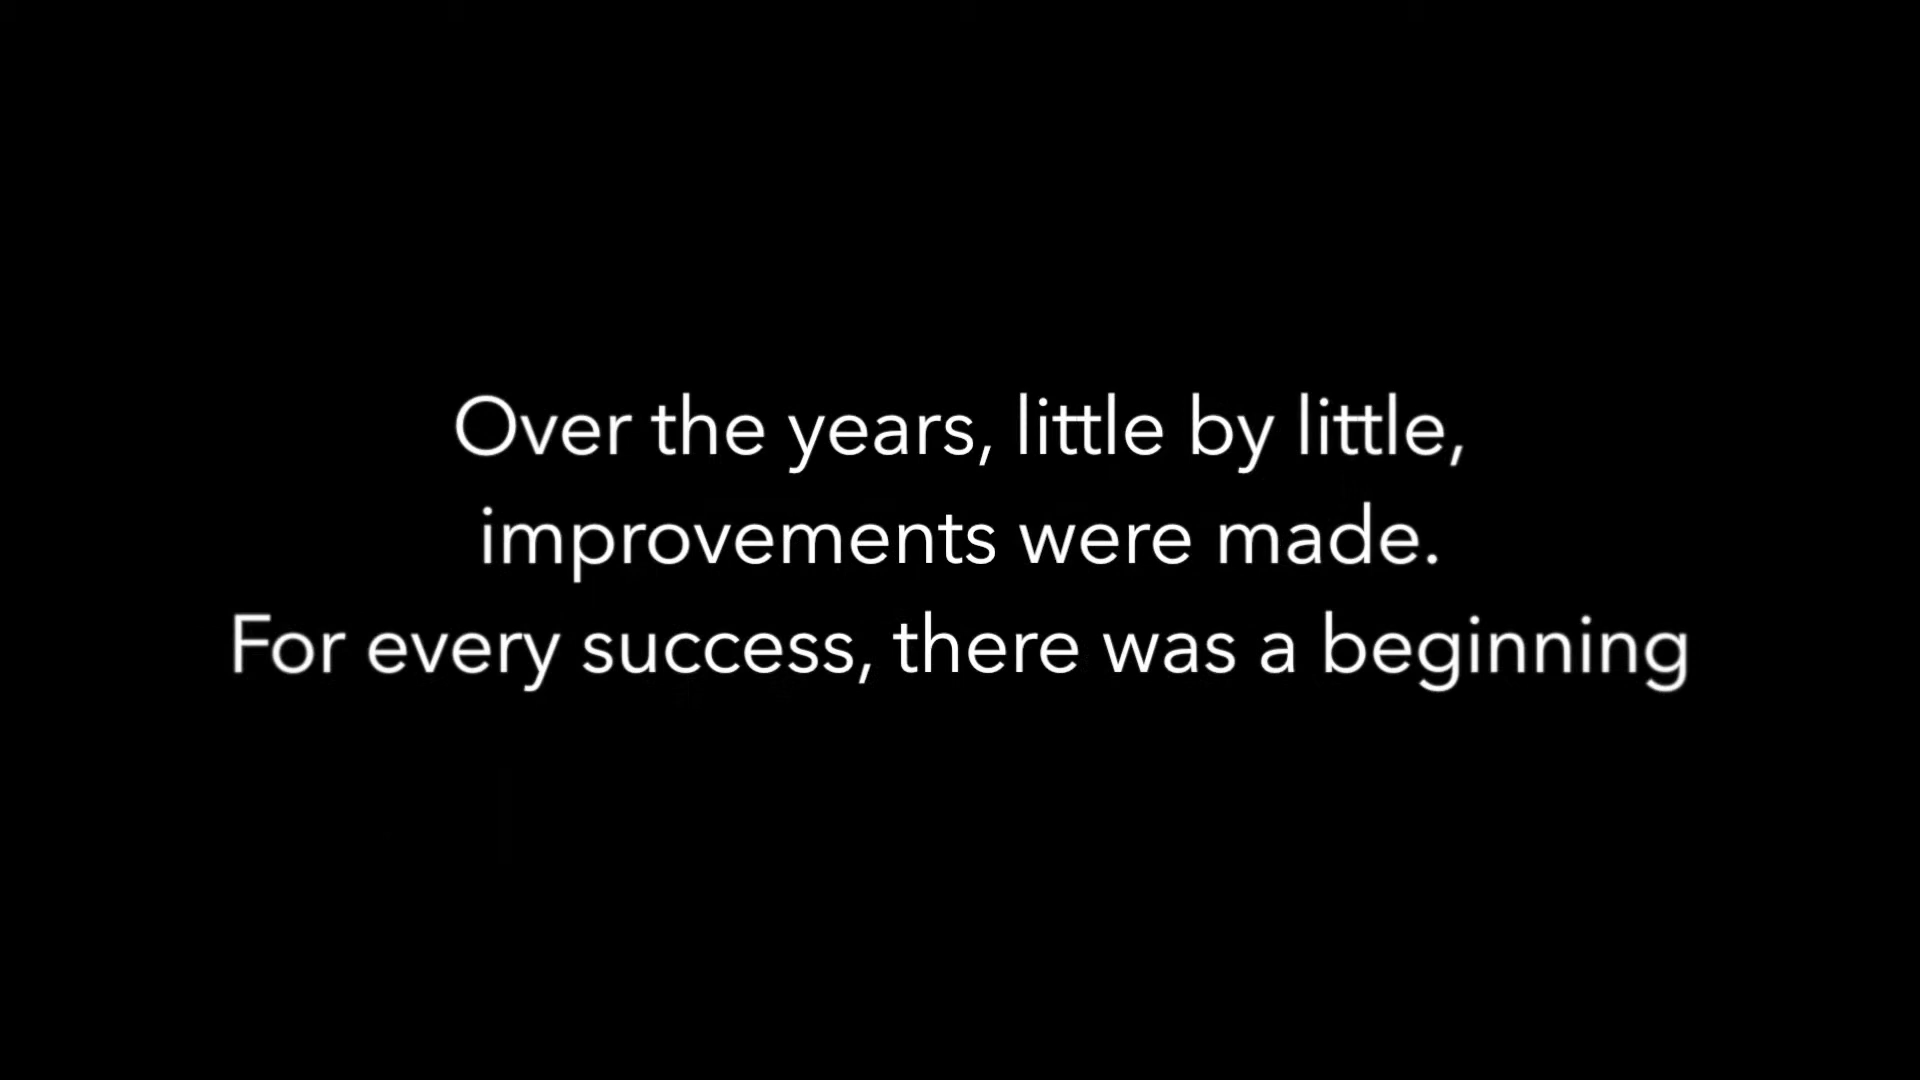 Over the years, little by little,
improvements were made.
For every success, there was a beginning